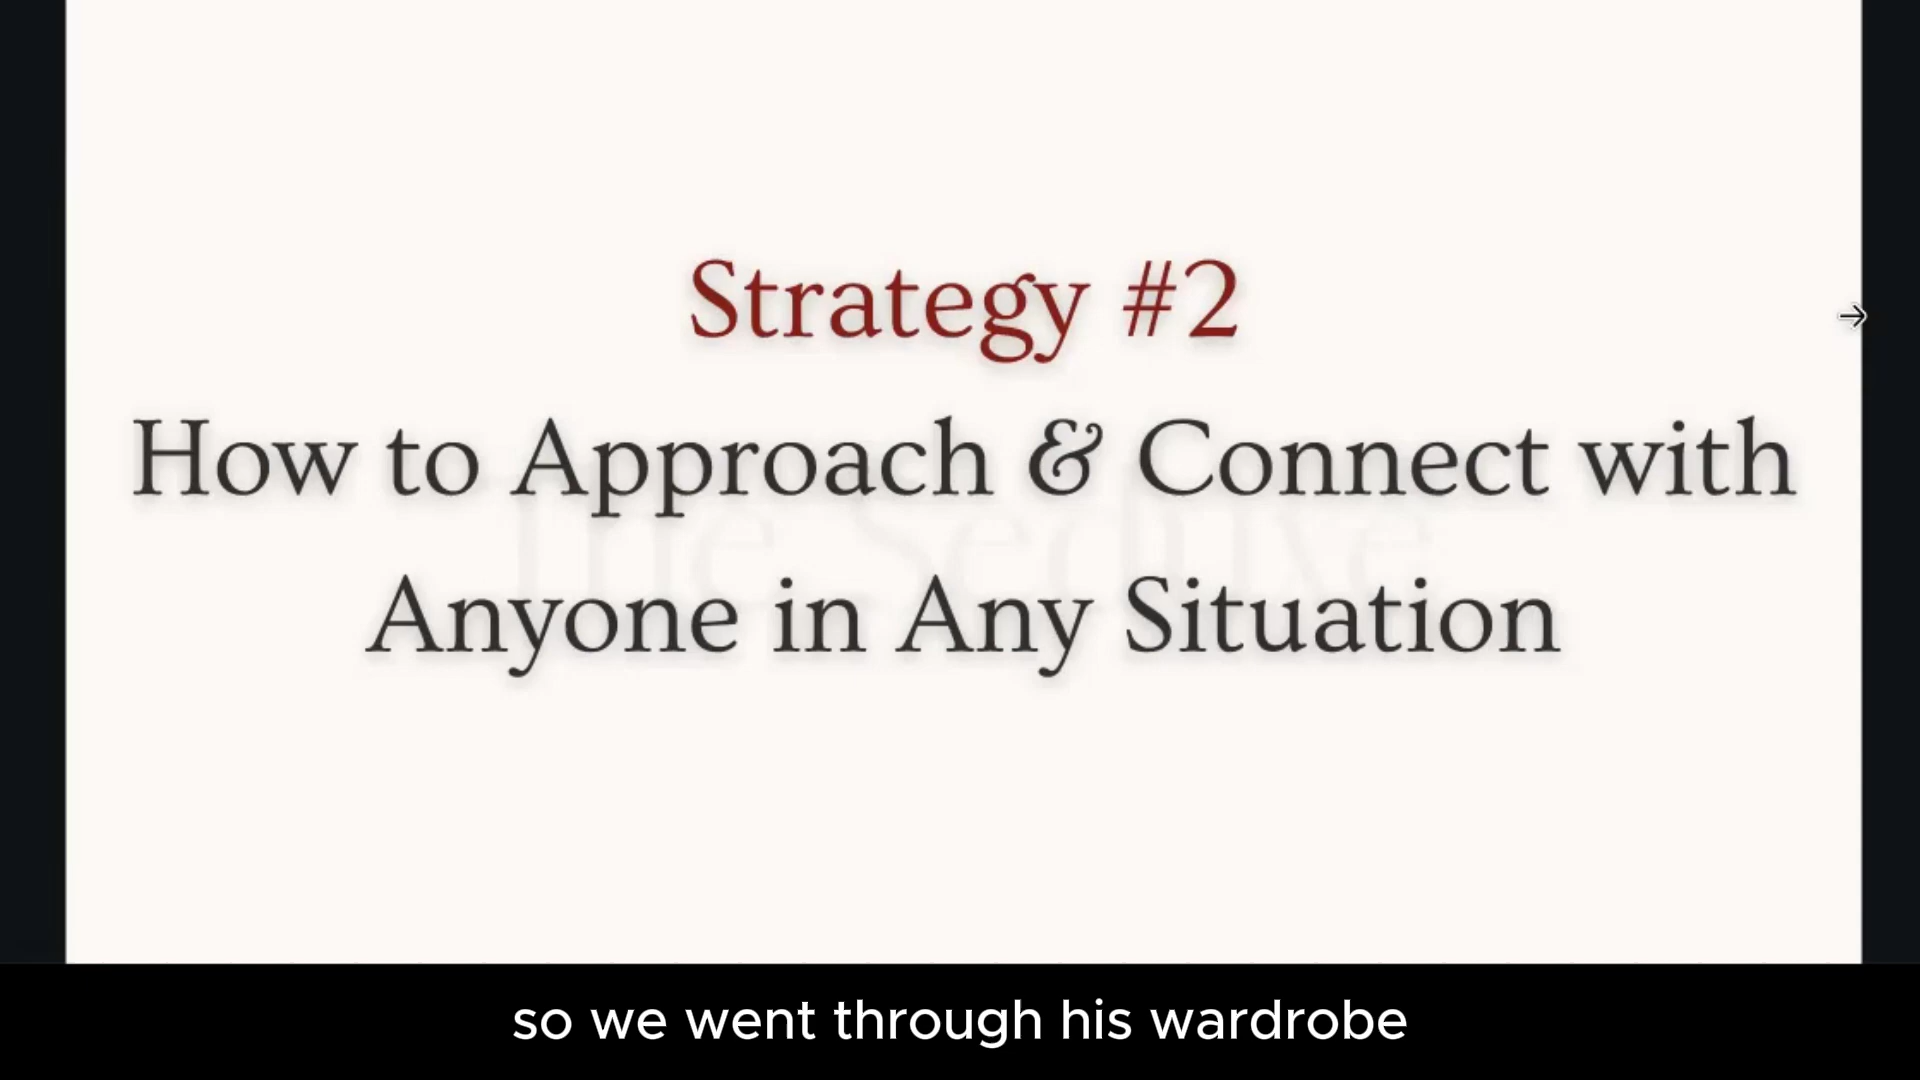 Strategy #2
How to Approach & Connect with
Anyone in Any Situation
so we went through his wardrobe